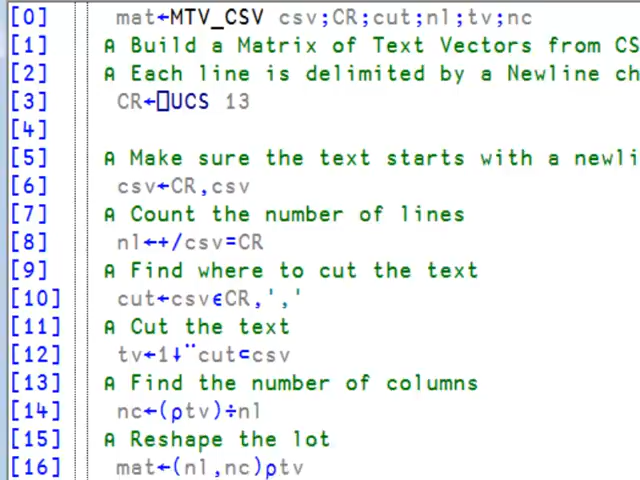 [0] mat←MTV_CSV csv;CR;cut;nl;tv;nc
[1] ⍝ Build a Matrix of Text Vectors from CS
[2] ⍝ Each line is delimited by a Newline ch
[3] CR←⎕UCS 13
[4]
[5] ⍝ Make sure the text starts with a newli
[6] csv←CR,csv
[7] ⍝ Count the number of lines
[8] nl←+/csv=CR
[9] ⍝ Find where to cut the text
[10] cut←csv∊CR,','
[11] ⍝ Cut the text
[12] tv←1↓¨cut⊂csv
[13] ⍝ Find the number of columns
[14] nc←(⍴tv)÷nl
[15] ⍝ Reshape the lot
[16] mat←(nl,nc)⍴tv